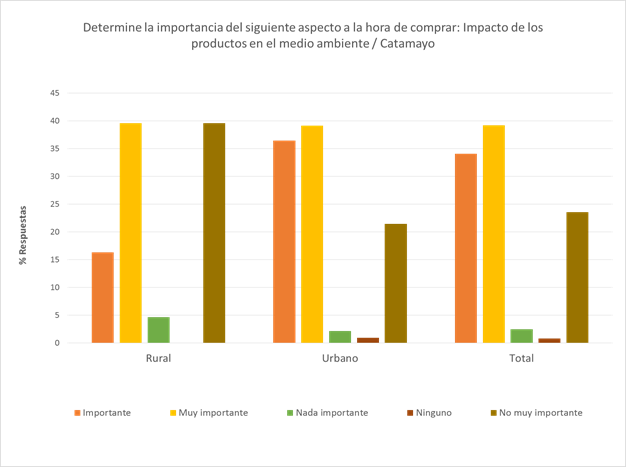 Determine la importancia del siguiente aspecto a la hora de comprar: Impacto de los
productos en el medio ambiente / Catamayo
45
40
35
30
25
20
15
10
5
0
% Respuestas
Rural Urbano Total
Importante Muy importante Nada importante Ninguno No muy importante